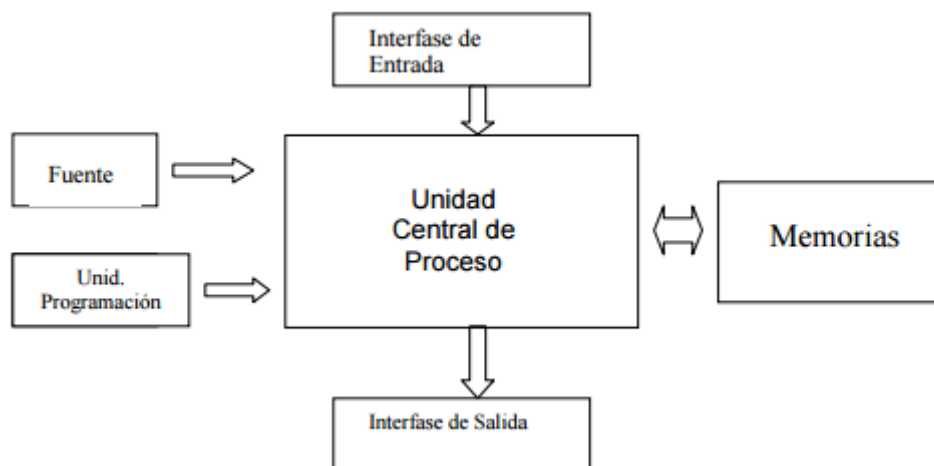 Interfase de
Entrada
Fuente
Unidad
Central de
Proceso
Memorias
Unid.
Programación
Interfase de Salida